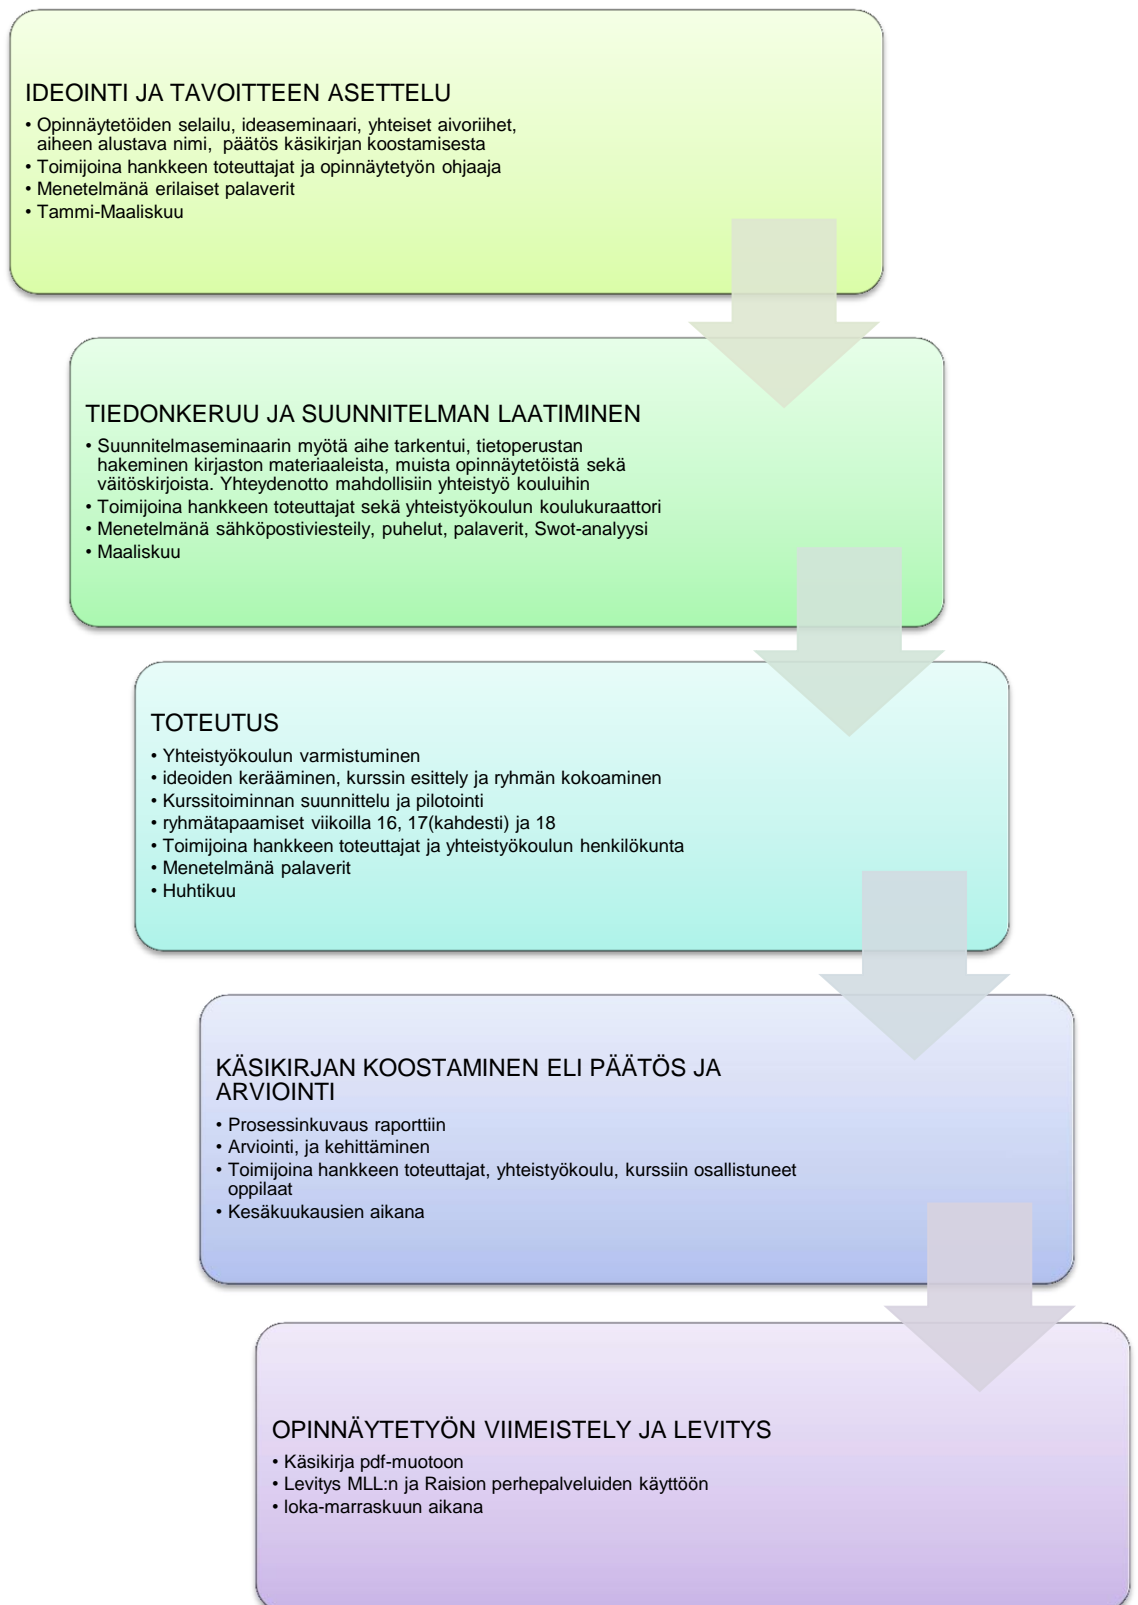 IDEOINTI JA TAVOITTEEN ASETTELU
• Opinnäytetöiden selailu, ideaseminaari, yhteiset aivoriihet,
aiheen alustava nimi, päätös käsikirjan koostamisesta
• Toimijoina hankkeen toteuttajat ja opinnäytetyön ohjaaja
• Menetelmänä erilaiset palaverit
• Tammi-Maaliskuu
TIEDONKERUU JA SUUNNITELMAN LAATIMINEN
• Suunnitelmaseminaarin myötä aihe tarkentui, tietoperustan
hakeminen kirjaston materiaaleista, muista opinnäytetöistä sekä
väitöskirjoista. Yhteydenotto mahdollisiin yhteistyö kouluihin
• Toimijoina hankkeen toteuttajat sekä yhteistyökoulun koulukuraattori
• Menetelmänä sähköpostiviesteily, puhelut, palaverit, Swot-analyysi
• Maaliskuu
TOTEUTUS
• Yhteistyökoulun varmistuminen
• ideoiden kerääminen, kurssin esittely ja ryhmän kokoaminen
• Kurssitoiminnan suunnittelu ja pilotointi
• ryhmätapaamiset viikoilla 16, 17(kahdesti) ja 18
• Toimijoina hankkeen toteuttajat ja yhteistyökoulun henkilökunta
• Menetelmänä palaverit
• Huhtikuu
KÄSIKIRJAN KOOSTAMINEN ELI PÄÄTÖS JA
ARVIOINTI
• Prosessinkuvaus raporttiin
• Arviointi, ja kehittäminen
• Toimijoina hankkeen toteuttajat, yhteistyökoulu, kurssiin osallistuneet
oppilaat
• Kesäkuukausien aikana
OPINNÄYTETYÖN VIIMEISTELY JA LEVITYS
• Käsikirja pdf-muotoon
• Levitys MLL:n ja Raision perhepalveluiden käyttöön
• loka-marraskuun aikana